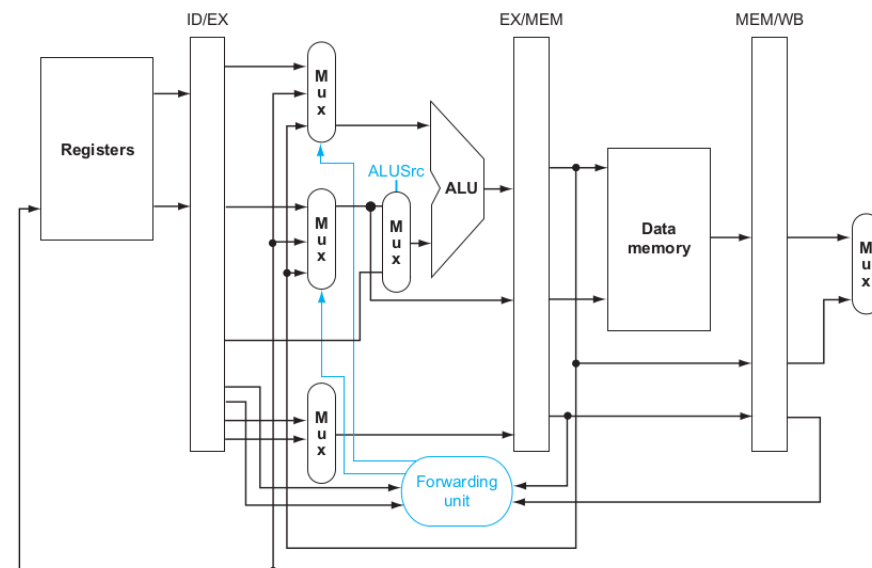 ID/EX
EX/MEM
MEM/WB
M
u
x
Registers
ALUSrc
ALU
M
u
x
M
u
x
Data
memory
M
u
x
M
u
x
Forwarding
unit